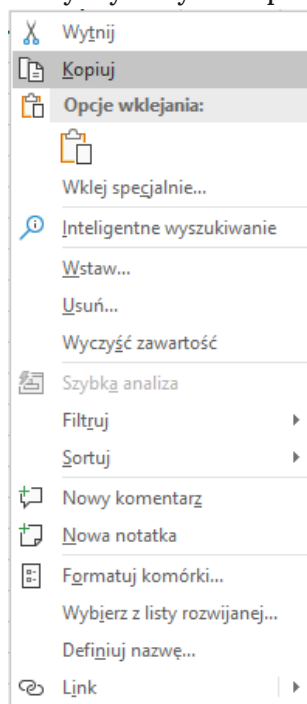 Wytnij
Kopiuj
Opcje wklejania:
Wklej specjalnie...
Inteligentne wyszukiwanie
Wstaw...
Usuń...
Wyczyść zawartość
Szybka analiza
Filtruj
Sortuj
Nowy komentarz
Nowa notatka
Formatuj komórki...
Wybierz z listy rozwijanej...
Definiuj nazwę...
Link